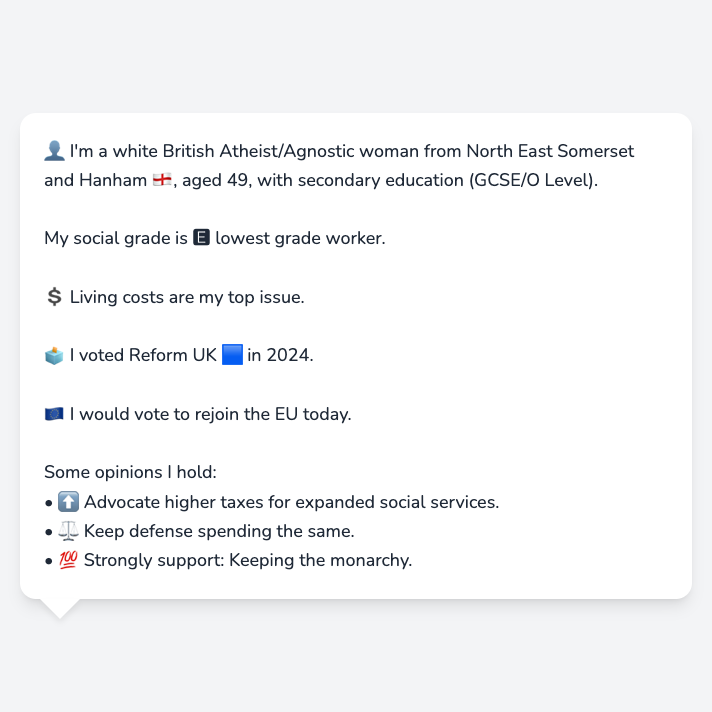 👤 I'm a white British Atheist/Agnostic woman from North East Somerset
and Hanham 🏴󠁧󠁢󠁥󠁮󠁧󠁿, aged 49, with secondary education (GCSE/O Level).
My social grade is 🅴 lowest grade worker.
💲 Living costs are my top issue.
🗳️ I voted Reform UK 🟦 in 2024.
🇪🇺 I would vote to rejoin the EU today.
Some opinions I hold:
• ⬆️ Advocate higher taxes for expanded social services.
• ⚖️ Keep defense spending the same.
• 💯 Strongly support: Keeping the monarchy.